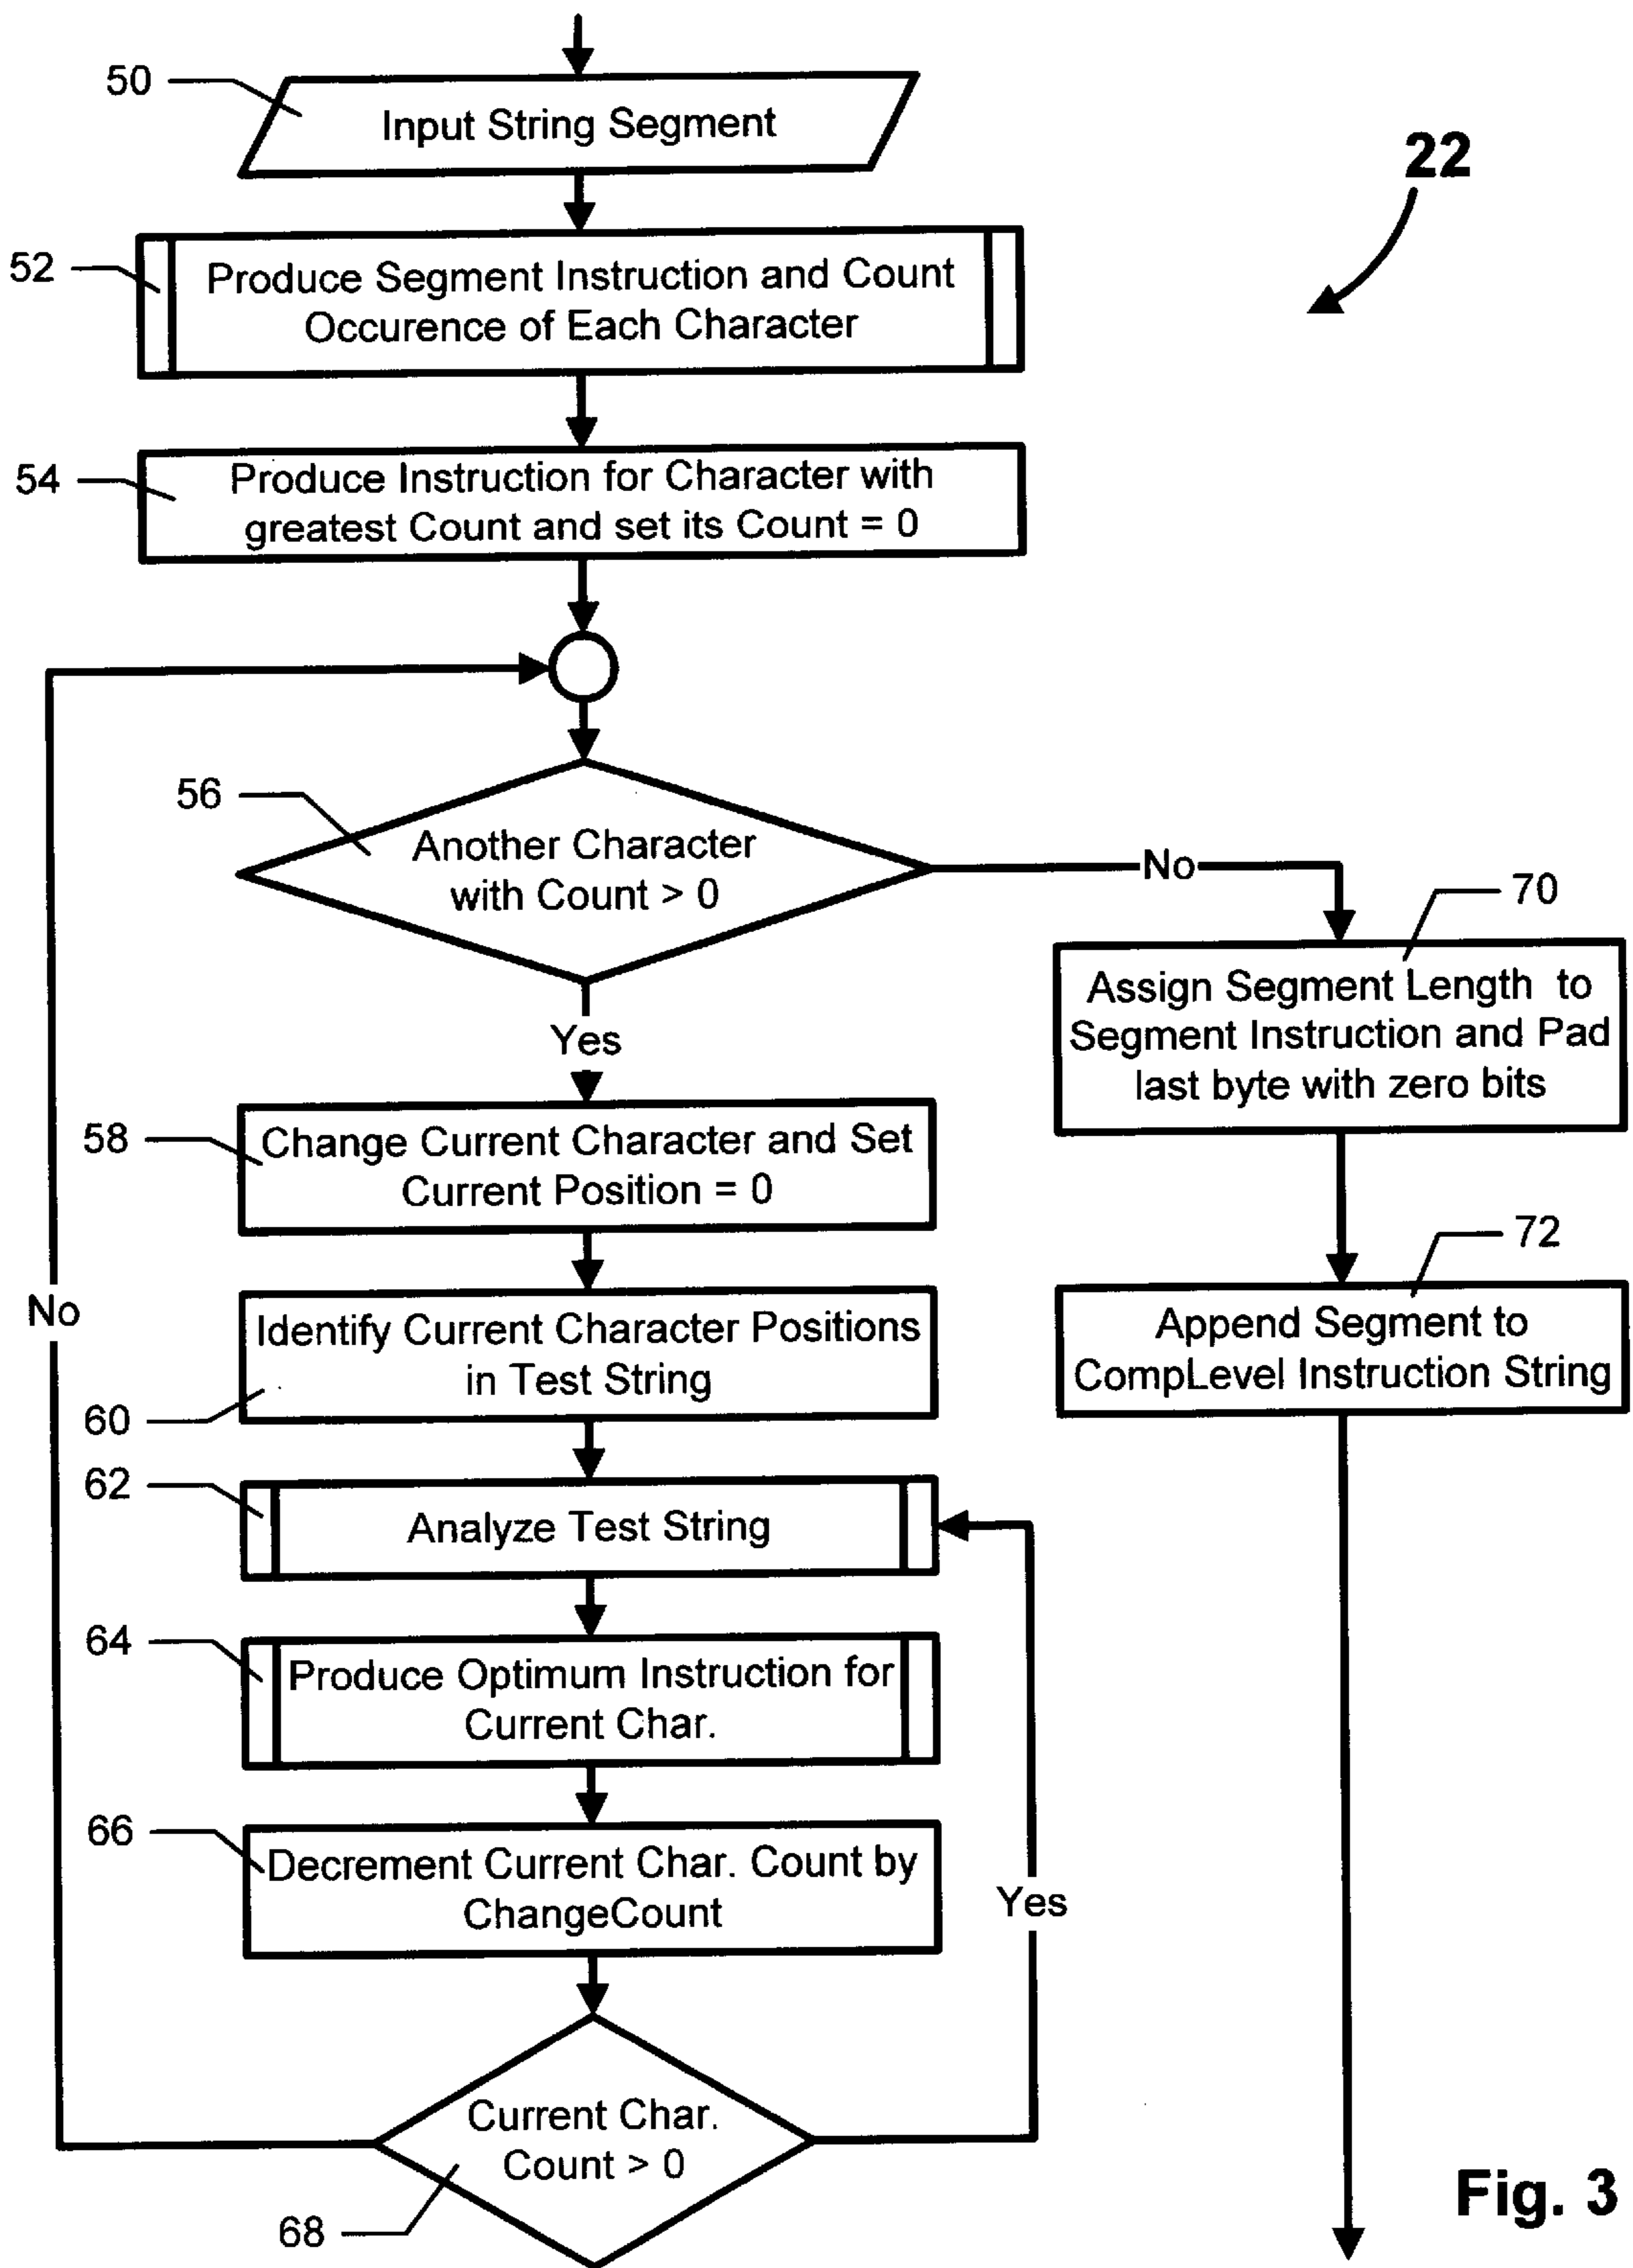 50
Input String Segment
22
52
Produce Segment Instruction and Count
Occurence of Each Character
54
Produce Instruction for Character with
greatest Count and set its Count = 0
56
Another Character
with Count > 0
No
70
Assign Segment Length to
Segment Instruction and Pad
last byte with zero bits
Yes
58
Change Current Character and Set
Current Position = 0
72
Append Segment to
CompLevel Instruction String
No
Identify Current Character Positions
in Test String
60
62
Analyze Test String
64
Produce Optimum Instruction for
Current Char.
66
Decrement Current Char. Count by
ChangeCount
Yes
Current Char.
Count > 0
68
Fig. 3